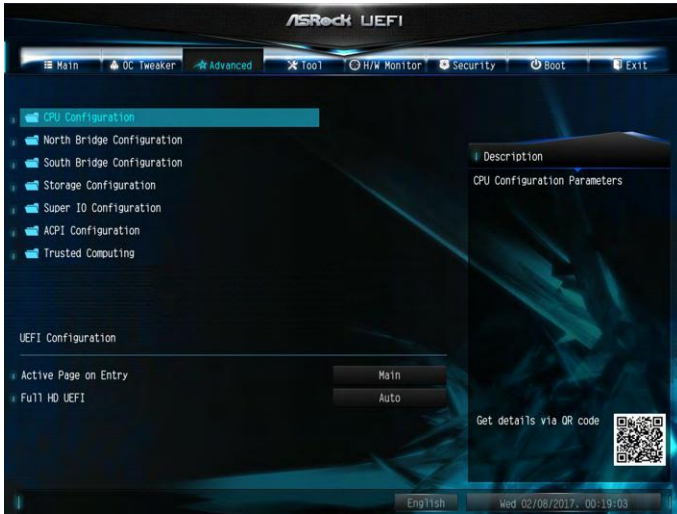 ASRock UEFI
Main OC Tweaker Advanced Tool H/W Monitor Security Boot Exit
CPU Configuration
North Bridge Configuration
South Bridge Configuration
Storage Configuration
Super IO Configuration
ACPI Configuration
Trusted Computing
UEFI Configuration
Active Page on Entry Main
Full HD UEFI Auto
Description
CPU Configuration Parameters
Get details via QR code
English Wed 02/08/2017. 00:19:03